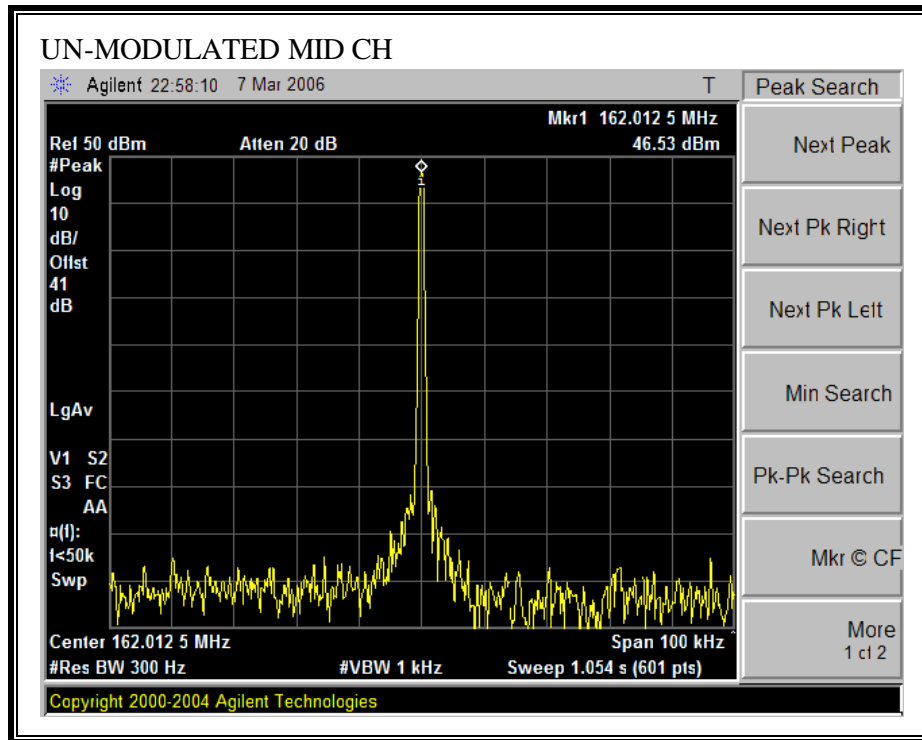 UN-MODULATED MID CH
Agilent 22:58:10 7 Mar 2006 T
Peak Search
Mkr1 162.012 5 MHz
Ref 50 dBm Atten 20 dB 46.53 dBm
#Peak
Log
10
dB/
Offst
41
dB
1
LgAv
V1 S2
S3 FC
AA
¤(f):
f<50k
Swp
Center 162.012 5 MHz Span 100 kHz
#Res BW 300 Hz #VBW 1 kHz Sweep 1.054 s (601 pts)
Copyright 2000-2004 Agilent Technologies
Next Peak
Next Pk Right
Next Pk Left
Min Search
Pk-Pk Search
Mkr © CF
More
1 of 2